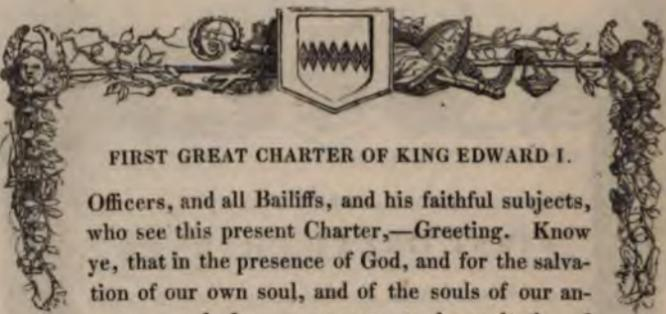 FIRST GREAT CHARTER OF KING EDWARD I.
Officers, and all Bailiffs, and his faithful subjects,
who see this present Charter,—Greeting. Know
ye, that in the presence of God, and for the salva-
tion of our own soul, and of the souls of our an-